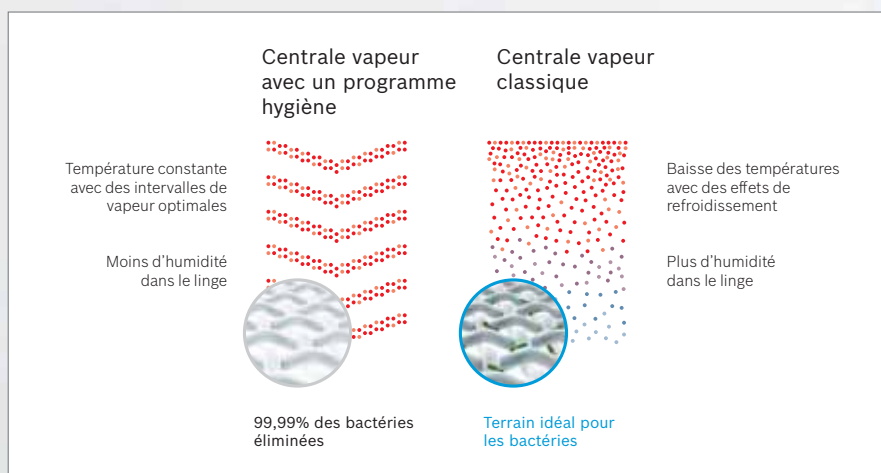 Centrale vapeur
avec un programme
hygiène
Centrale vapeur
classique
Température constante
avec des intervalles de
vapeur optimales
Moins d'humidité
dans le linge
Baisse des températures
avec des effets de
refroidissement
Plus d'humidité
dans le linge
99,99% des bactéries
éliminées
Terrain idéal pour
les bactéries